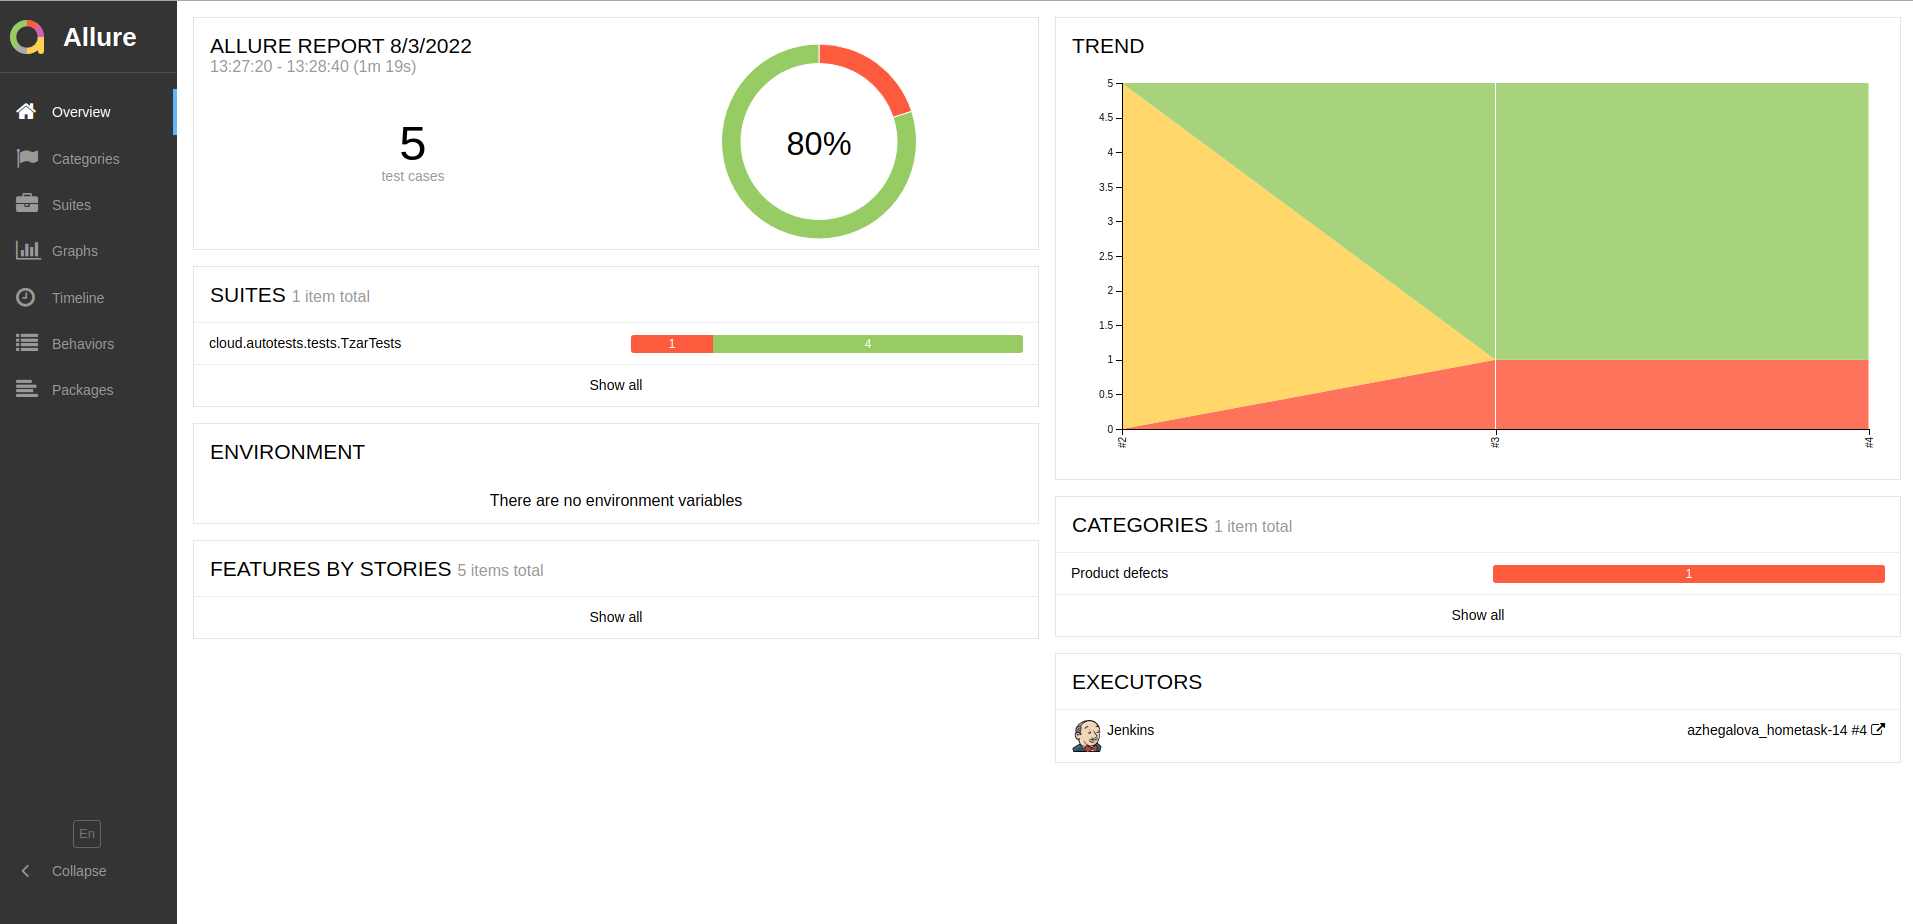 Allure
Overview
Categories
Suites
Graphs
Timeline
Behaviors
Packages
En
Collapse
ALLURE REPORT 8/3/2022
13:27:20 - 13:28:40 (1m 19s)
5
test cases
80%
SUITES 1 item total
cloud.autotests.tests.TzarTests 1 4
Show all
ENVIRONMENT
There are no environment variables
FEATURES BY STORIES 5 items total
Show all
TREND
5
4.5
4
3.5
3
2.5
2
1.5
1
0.5
0
#2 #3 #4
CATEGORIES 1 item total
Product defects 1
Show all
EXECUTORS
Jenkins azhegalova_hometask-14 #4